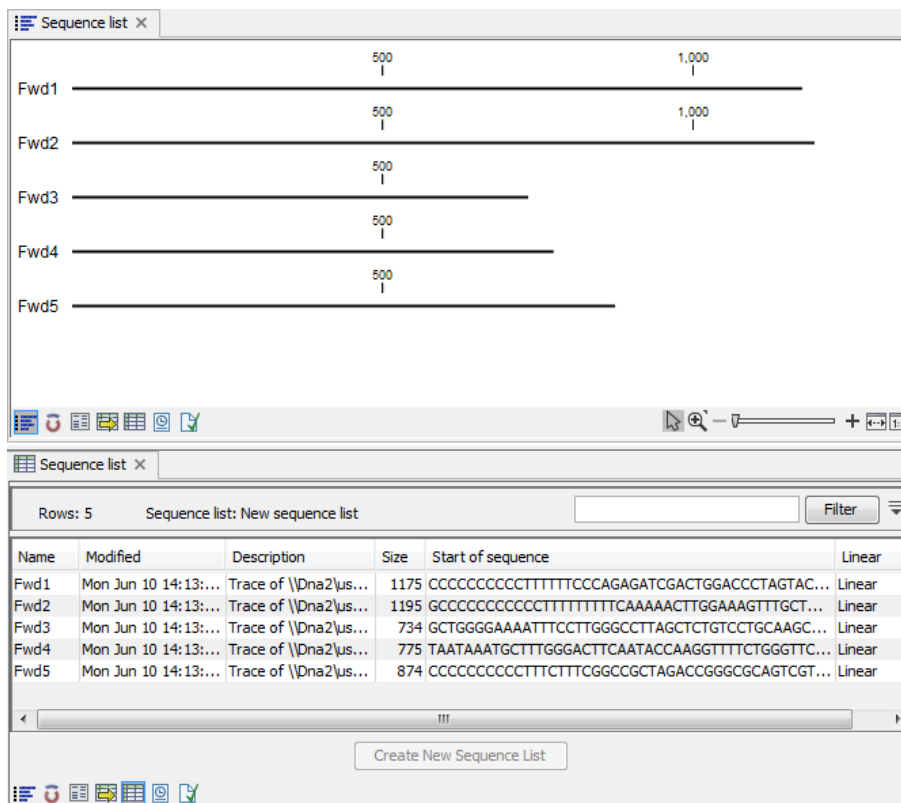 Sequence list
500 1,000
Fwd1
500 1,000
Fwd2
500
Fwd3
500
Fwd4
500
Fwd5
Sequence list
Rows: 5 Sequence list: New sequence list Filter
Name Modified Description Size Start of sequence Linear
Fwd1 Mon Jun 10 14:13:... Trace of \\Dna2\us... 1175 CCCCCCCCCCTTTTTTCCCAGAGATCGACTGGACCCTAGTAC... Linear
Fwd2 Mon Jun 10 14:13:... Trace of \\Dna2\us... 1195 GCCCCCCCCCCCTTTTTTTTTCAAAAACTTGGAAAGTTTGCT... Linear
Fwd3 Mon Jun 10 14:13:... Trace of \\Dna2\us... 734 GCTGGGGAAAATTTCCTTGGGCCTTAGCTCTGTCCTGCAAGC... Linear
Fwd4 Mon Jun 10 14:13:... Trace of \\Dna2\us... 775 TAATAAATGCTTTGGGACTTCAATACCAAGGTTTTCTGGGTTC... Linear
Fwd5 Mon Jun 10 14:13:... Trace of \\Dna2\us... 874 CCCCCCCCCCTTTCTTTCGGCCGCTAGACCGGGCGCAGTCGT... Linear
Create New Sequence List